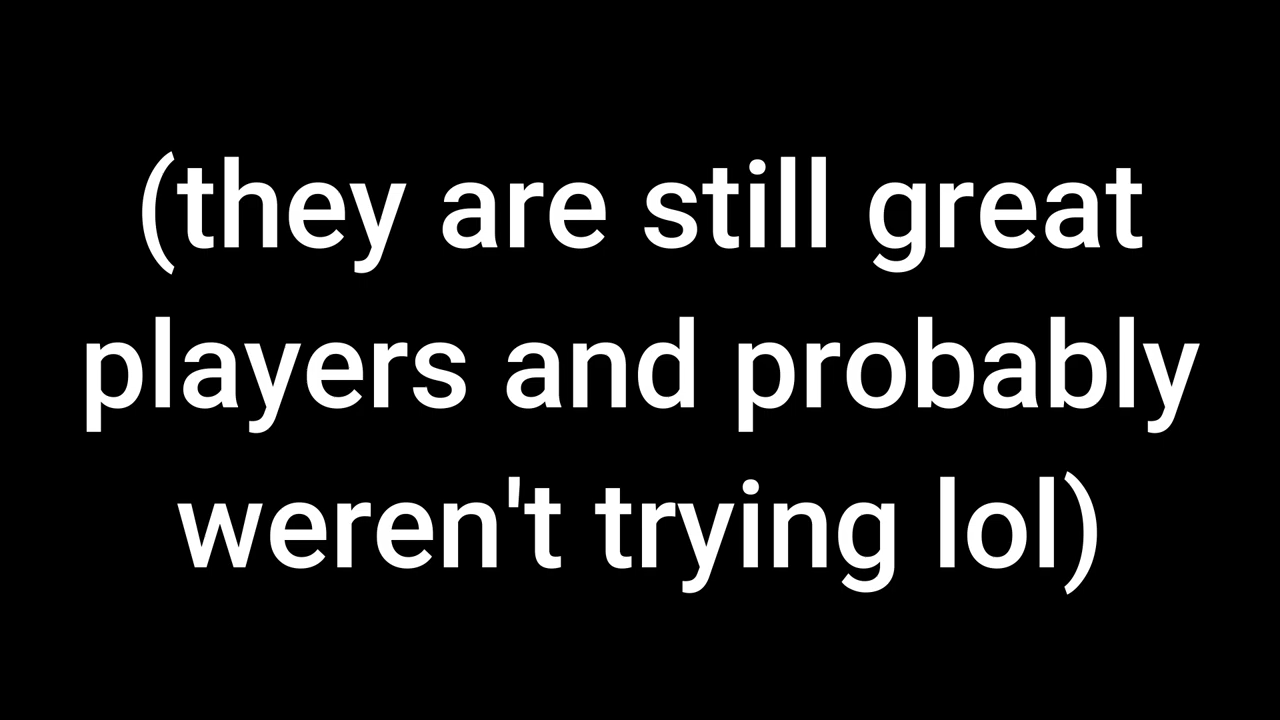 (they are still great
players and probably
weren't trying lol)